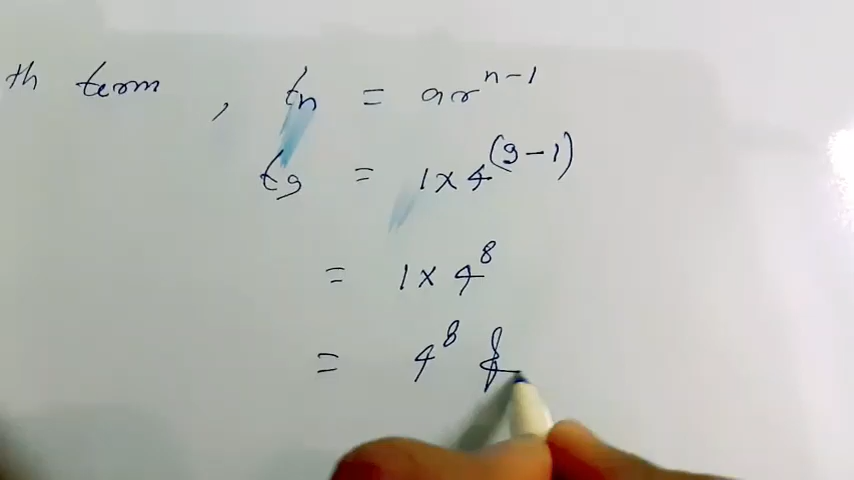 th term , tn = ar^(n-1)
t9 = 1 x 4^(9-1)
= 1 x 4^8
= 4^8